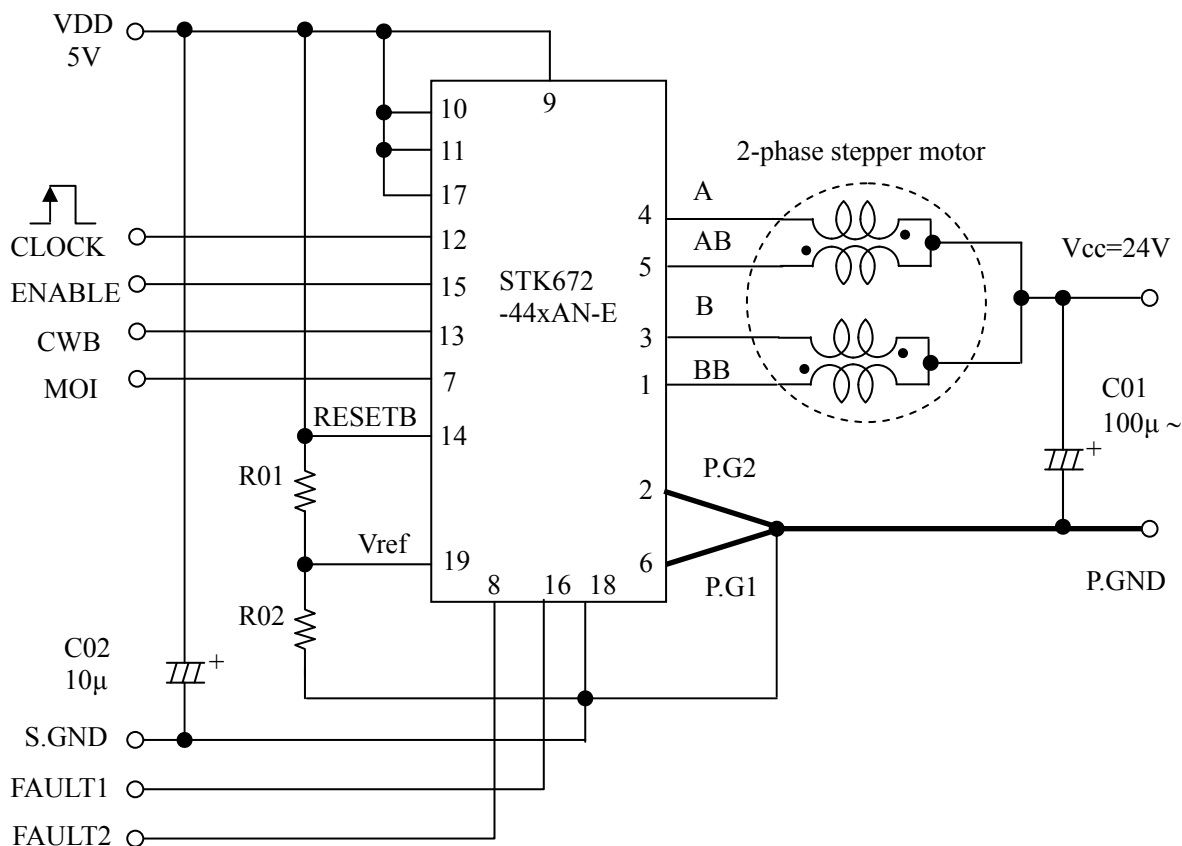 VDD
5V
9
10
11
17
2-phase stepper motor
A
4
CLOCK
12
AB
5
Vcc=24V
ENABLE
15
STK672
-44xAN-E
B
CWB
13
3
MOI
7
BB
1
C01
100μ ~
+
RESETB
14
R01
P.G2
2
Vref
19
6
P.G1
P.GND
8
16
18
R02
C02
10μ
+
S.GND
FAULT1
FAULT2